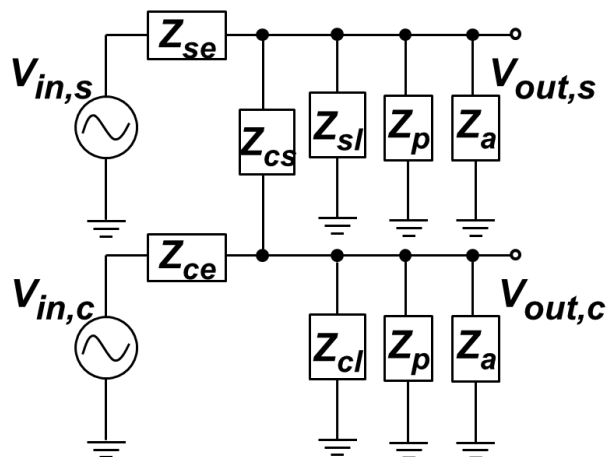 Z_se
V_in,s
V_out,s
Z_cs Z_sl Z_p Z_a
Z_ce
V_in,c
V_out,c
Z_cl Z_p Z_a